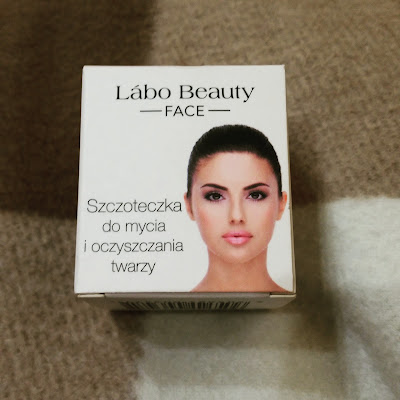 Lábo Beauty
FACE
Szczoteczka
do mycia
i oczyszczania
twarzy